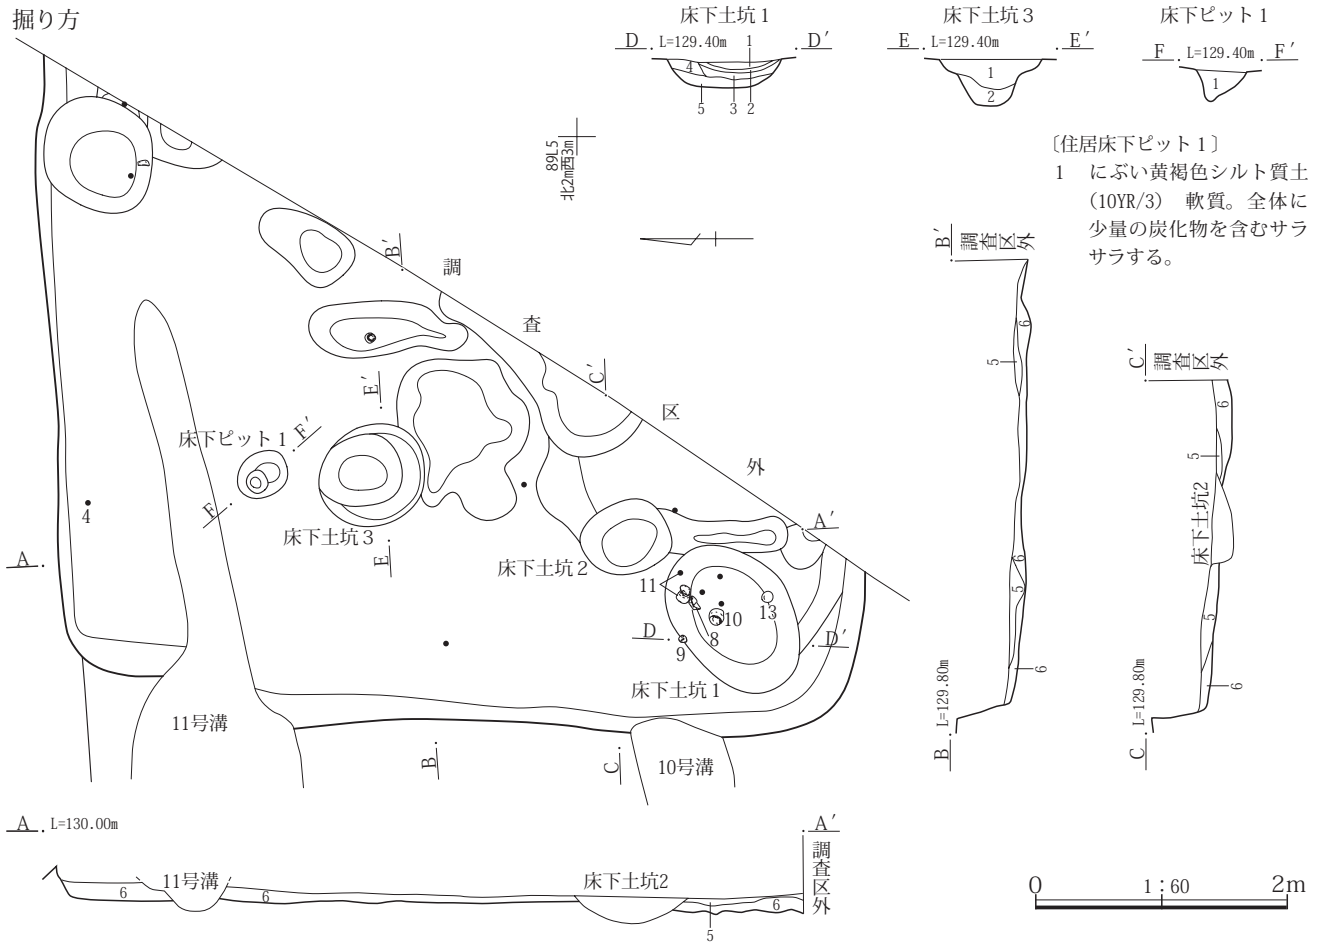 掘り方
床下土坑1
D L=129.40m 1 D′
4
5 3 2
床下土坑3
E L=129.40m E′
1
2
床下ピット1
F L=129.40m F′
1
〔住居床下ピット1〕
1 にぶい黄褐色シルト質土
(10YR/3) 軟質。全体に
少量の炭化物を含むサラ
サラする。
89L5
北2m西3m
B′
調
査
区
外
C′
E′
床下ピット1
F′
F
4
床下土坑3
E
A
床下土坑2
A′
11
13
10
8
D
9
D′
床下土坑1
11号溝
10号溝
B
C
B′
調査区外
6
5
6
5
6
L=129.80m
B
C′
調査区外
6
5
床下土坑2
5
6
L=129.80m
C
A L=130.00m A′
調査区外
6 11号溝 6 床下土坑2 6
5
0 1:60 2m